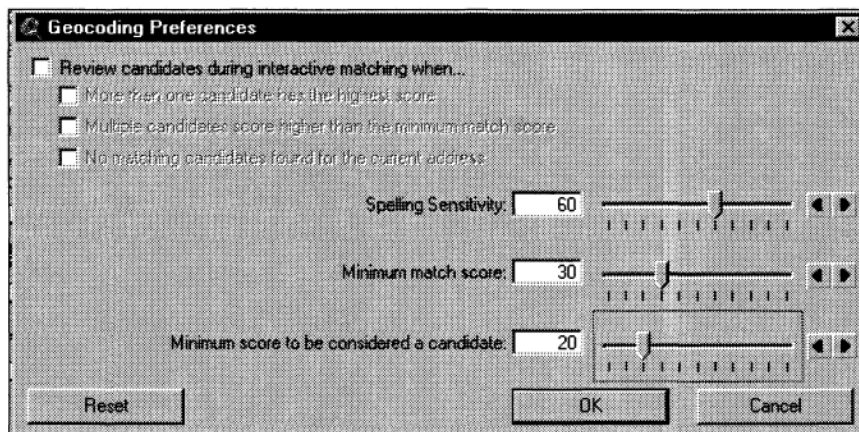 Geocoding Preferences
Review candidates during interactive matching when...
More than one candidate has the highest score
Multiple candidates score higher than the minimum match score
No matching candidates found for the current address
Spelling Sensitivity: 60
Minimum match score: 30
Minimum score to be considered a candidate: 20
Reset OK Cancel